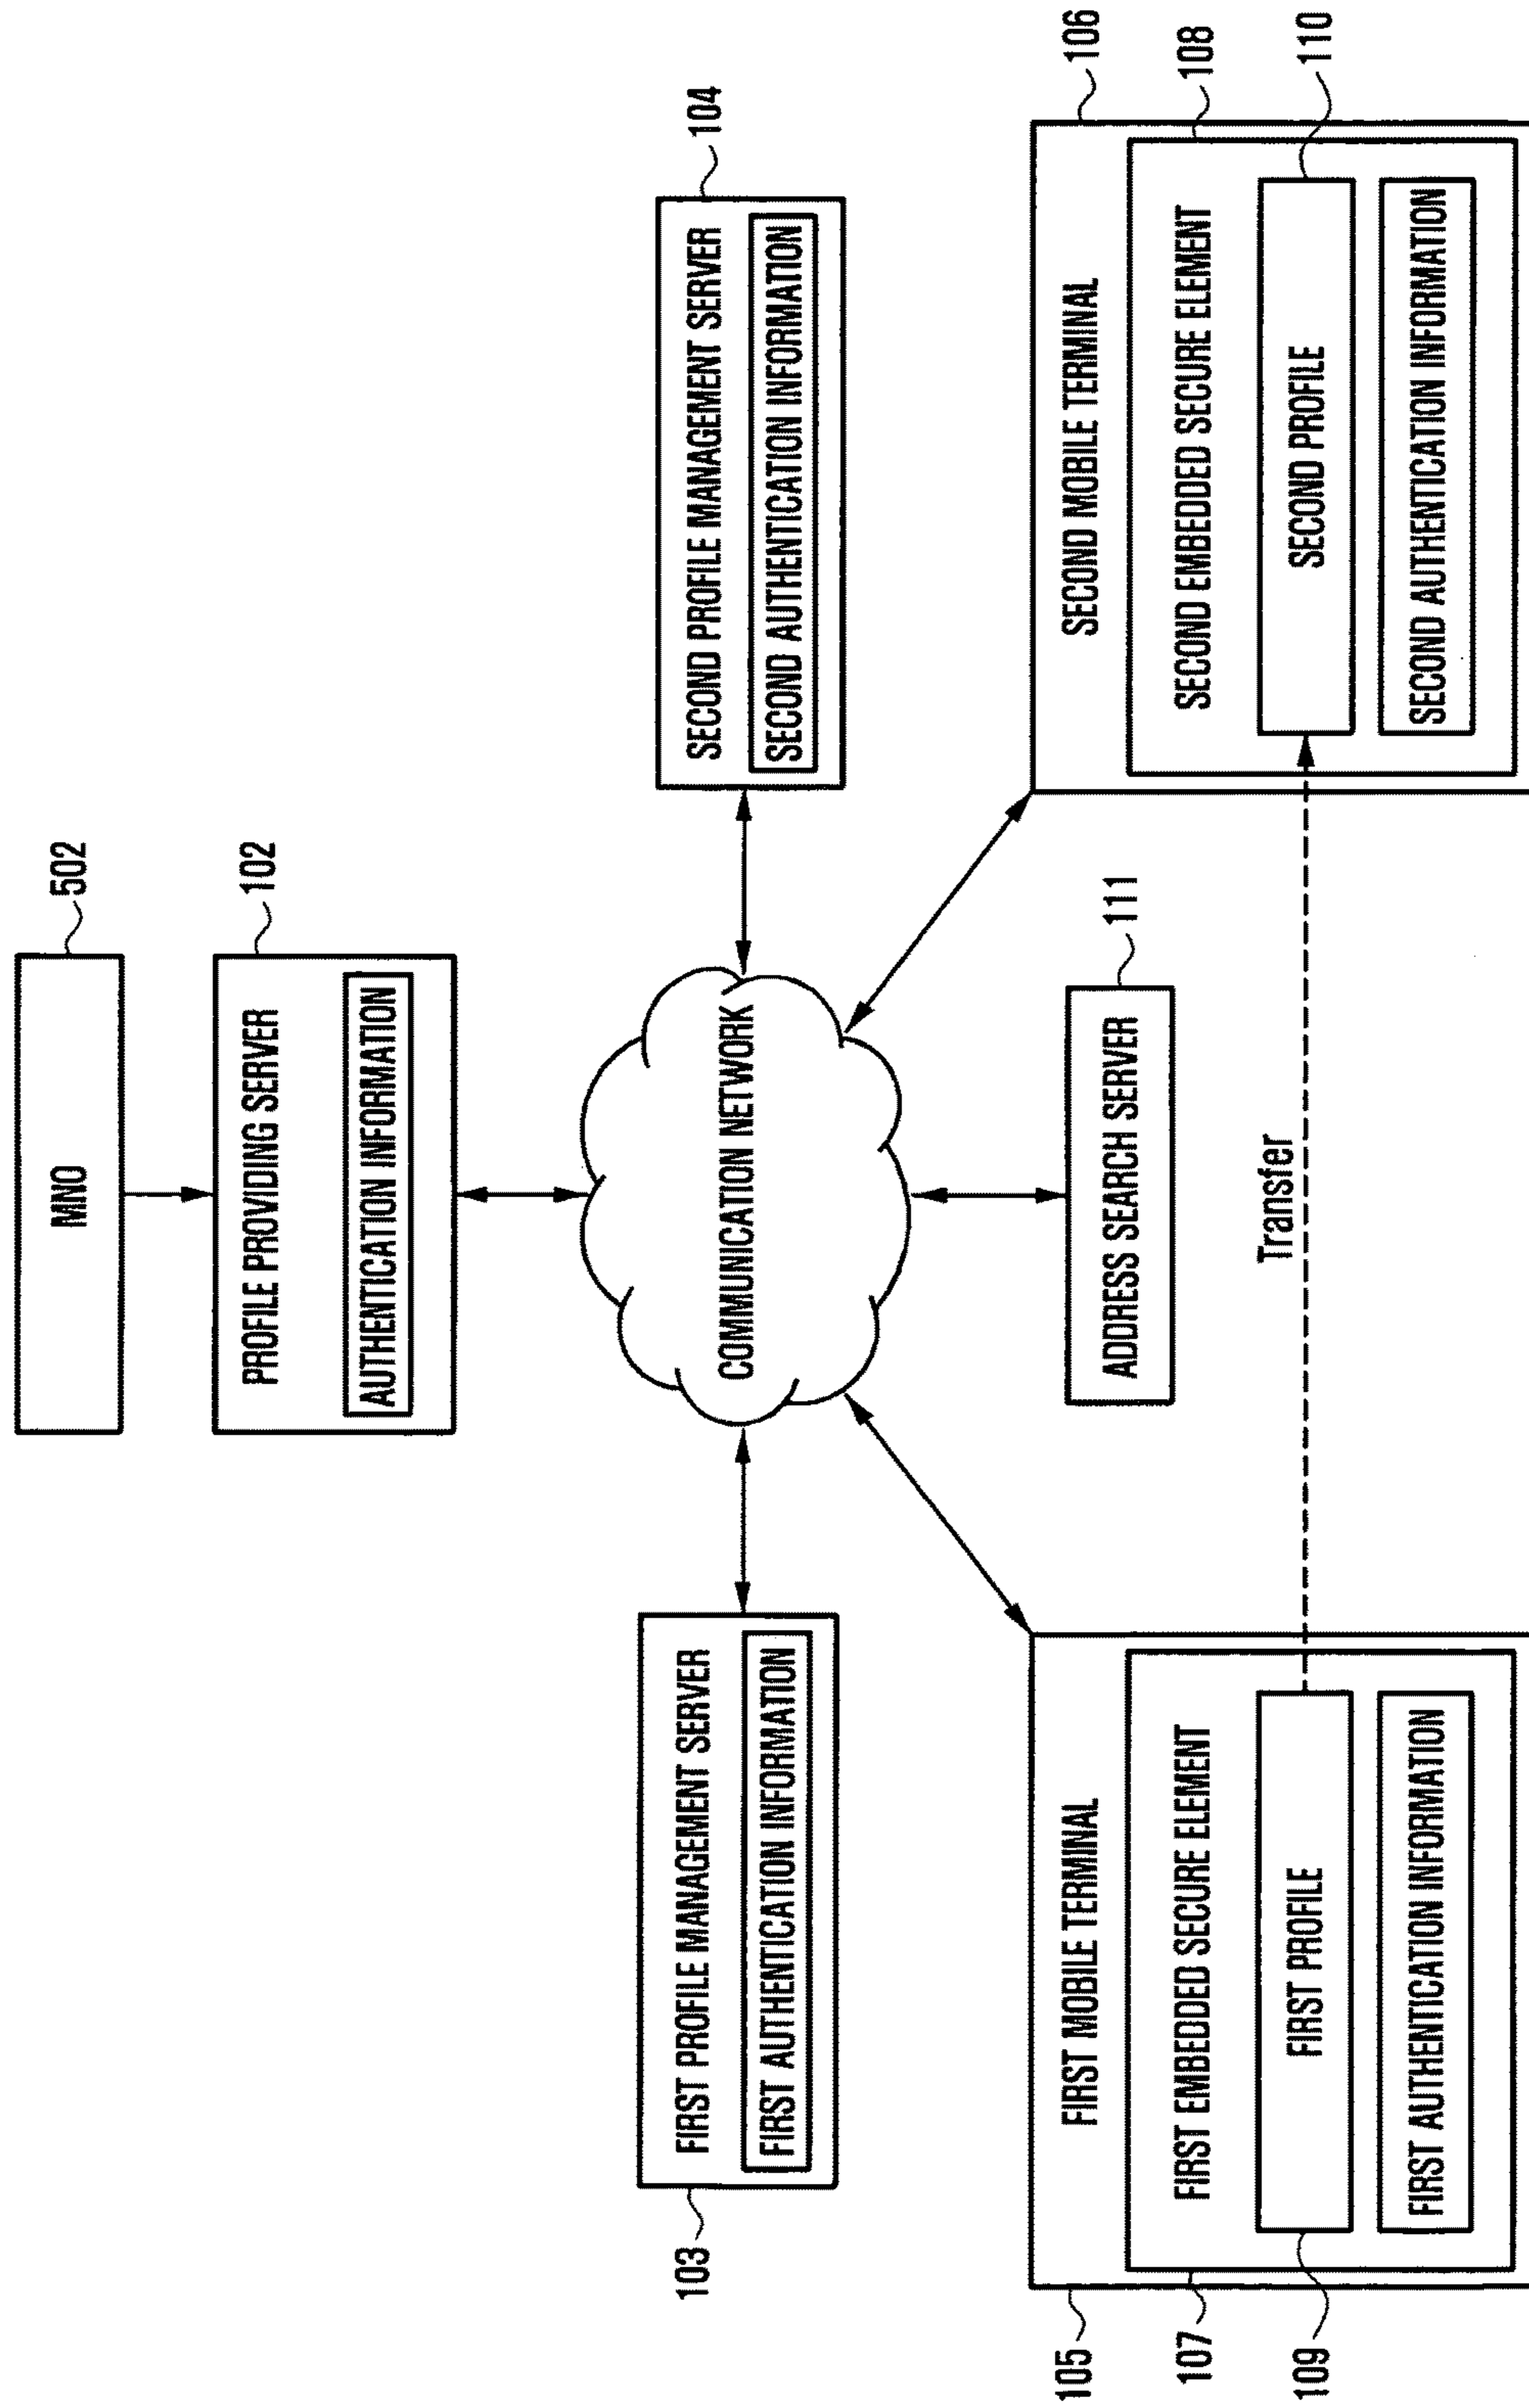 MNO
502
PROFILE PROVIDING SERVER
102
AUTHENTICATION INFORMATION
FIRST PROFILE MANAGEMENT SERVER
103
FIRST AUTHENTICATION INFORMATION
COMMUNICATION NETWORK
SECOND PROFILE MANAGEMENT SERVER
104
SECOND AUTHENTICATION INFORMATION
ADDRESS SEARCH SERVER
111
105
FIRST MOBILE TERMINAL
107
FIRST EMBEDDED SECURE ELEMENT
109
FIRST PROFILE
FIRST AUTHENTICATION INFORMATION
Transfer
SECOND MOBILE TERMINAL
106
SECOND EMBEDDED SECURE ELEMENT
108
SECOND PROFILE
110
SECOND AUTHENTICATION INFORMATION